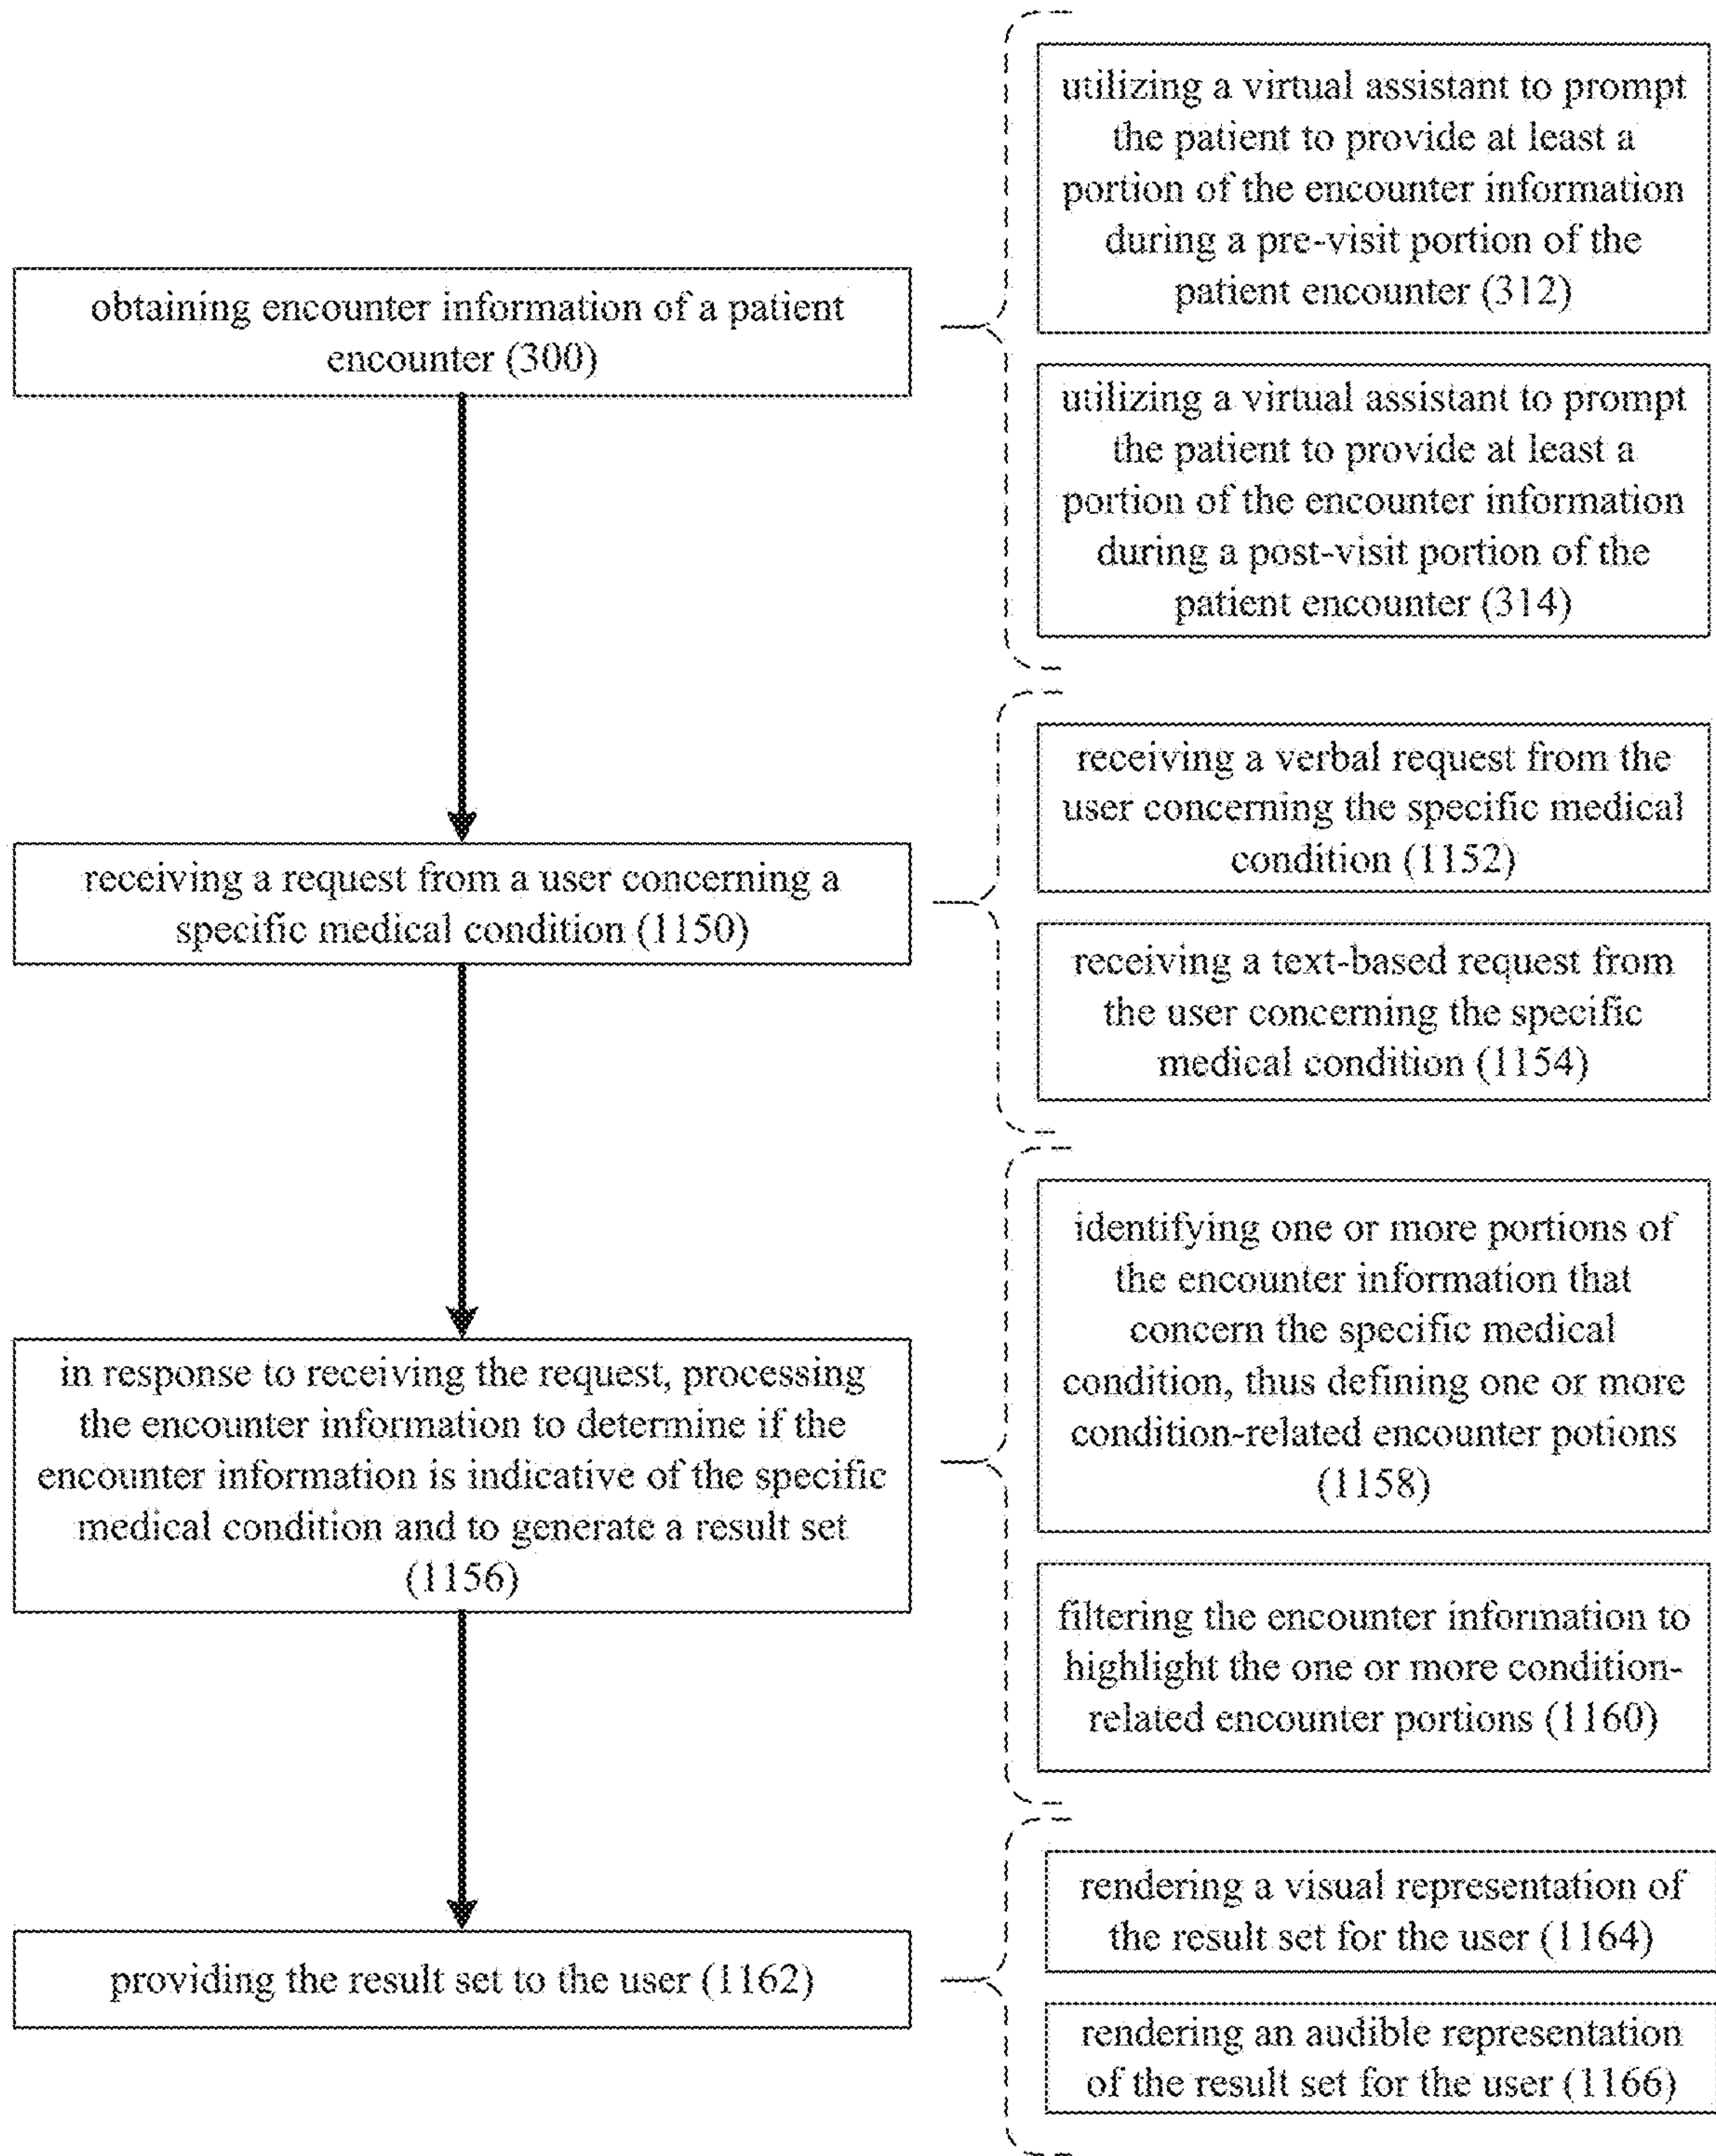 utilizing a virtual assistant to prompt
the patient to provide at least a
portion of the encounter information
during a pre-visit portion of the
patient encounter (312)
obtaining encounter information of a patient
encounter (300)
utilizing a virtual assistant to prompt
the patient to provide at least a
portion of the encounter information
during a post-visit portion of the
patient encounter (314)
receiving a verbal request from the
user concerning the specific medical
condition (1152)
receiving a request from a user concerning a
specific medical condition (1150)
receiving a text-based request from
the user concerning the specific
medical condition (1154)
identifying one or more portions of
the encounter information that
concern the specific medical
condition, thus defining one or more
condition-related encounter potions
(1158)
in response to receiving the request, processing
the encounter information to determine if the
encounter information is indicative of the specific
medical condition and to generate a result set
(1156)
filtering the encounter information to
highlight the one or more condition-
related encounter portions (1160)
rendering a visual representation of
the result set for the user (1164)
providing the result set to the user (1162)
rendering an audible representation
of the result set for the user (1166)